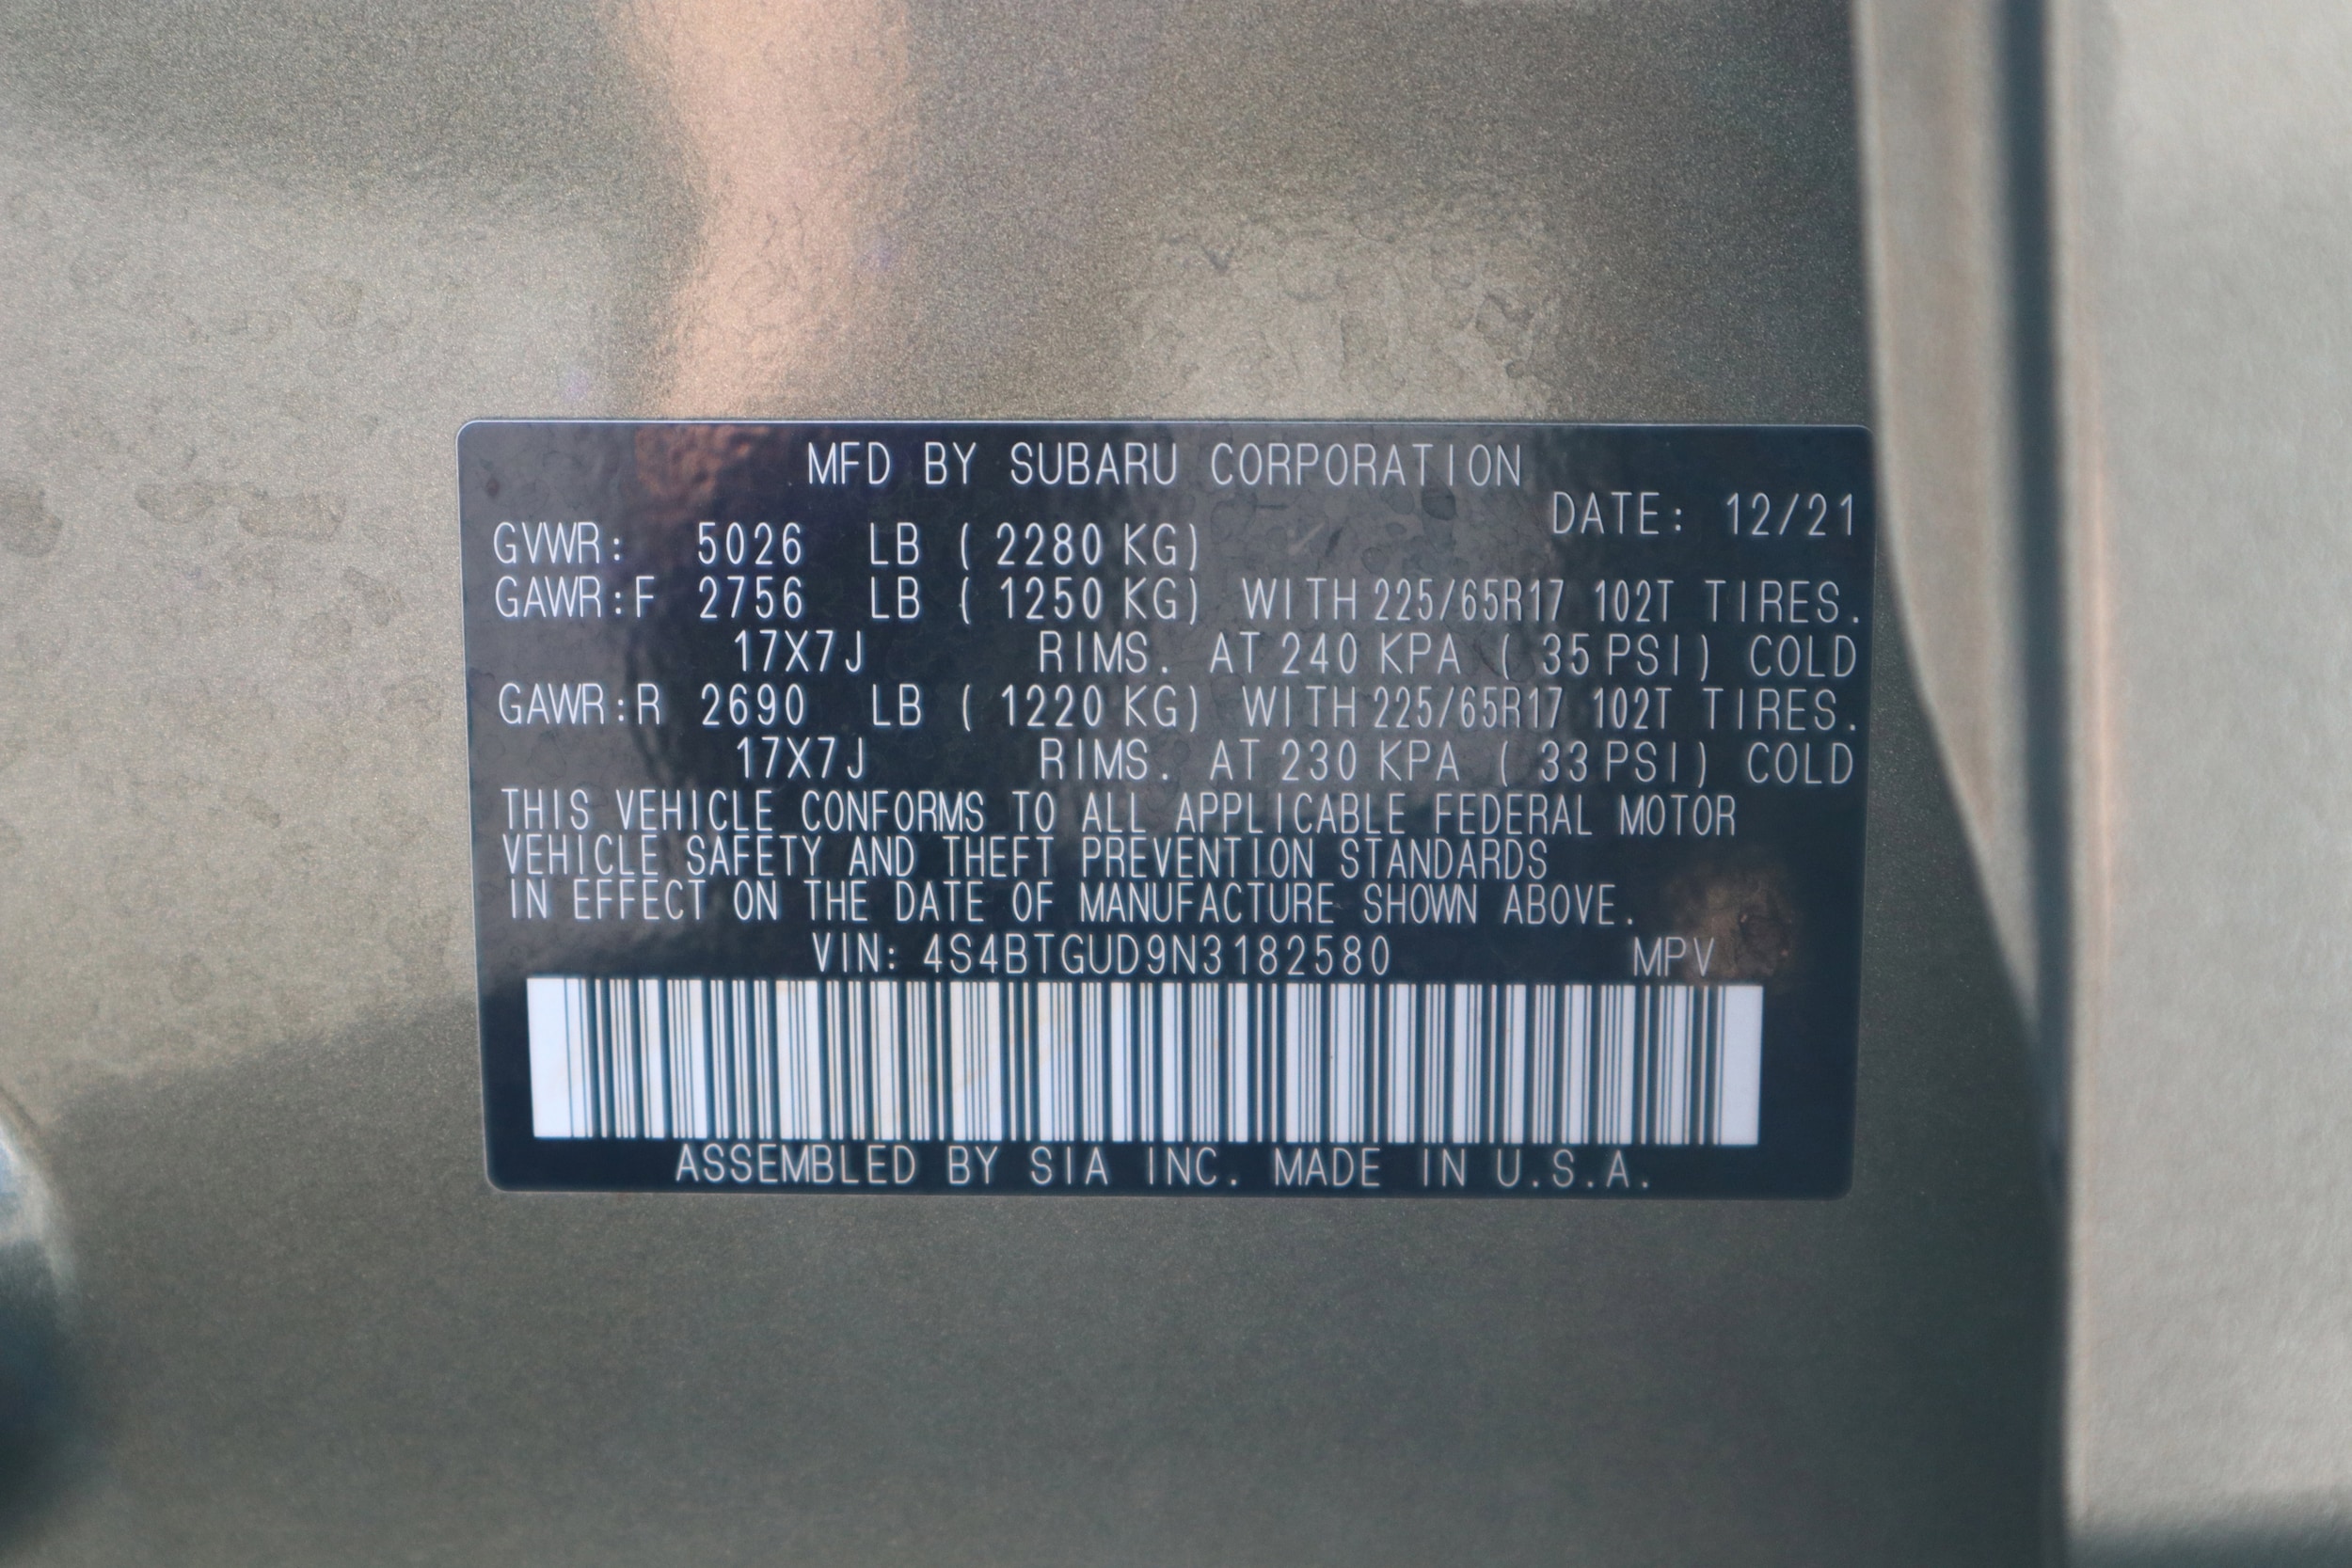 MFD BY SUBARU CORPORATION
DATE: 12/21
GVWR: 5026 LB ( 2280 KG)
GAWR:F 2756 LB ( 1250 KG) WITH 225/65R17 102T TIRES.
17X7J RIMS. AT 240 KPA ( 35 PSI) COLD
GAWR:R 2690 LB ( 1220 KG) WITH 225/65R17 102T TIRES.
17X7J RIMS. AT 230 KPA ( 33 PSI) COLD
THIS VEHICLE CONFORMS TO ALL APPLICABLE FEDERAL MOTOR
VEHICLE SAFETY AND THEFT PREVENTION STANDARDS
IN EFFECT ON THE DATE OF MANUFACTURE SHOWN ABOVE.
VIN: 4S4BTGUD9N3182580 MPV
ASSEMBLED BY SIA INC. MADE IN U.S.A.